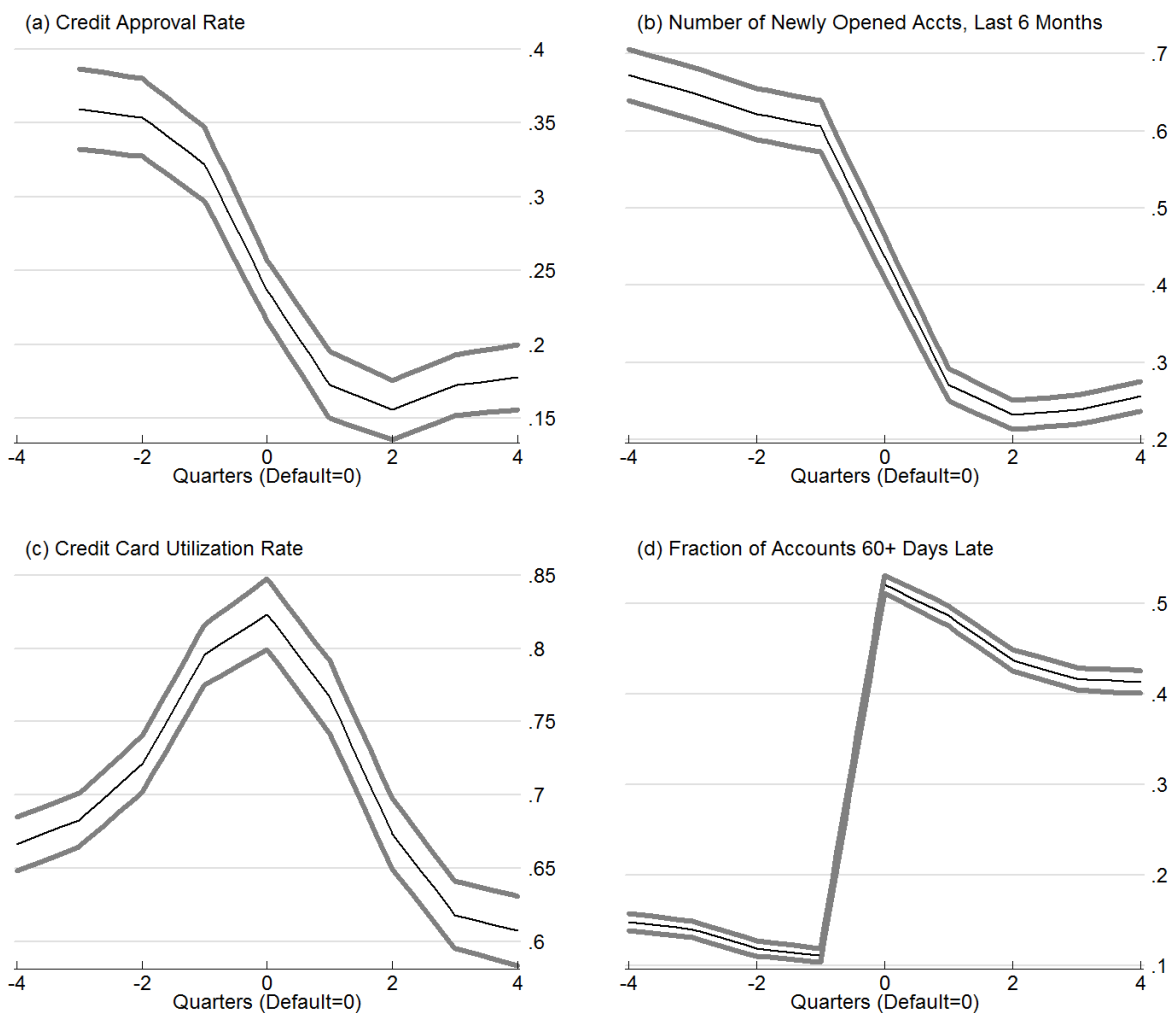 (a) Credit Approval Rate
.4
.35
.3
.25
.2
.15
-4 -2 0 2 4
Quarters (Default=0)
(b) Number of Newly Opened Accts, Last 6 Months
.7
.6
.5
.4
.3
.2
-4 -2 0 2 4
Quarters (Default=0)
(c) Credit Card Utilization Rate
.85
.8
.75
.7
.65
.6
-4 -2 0 2 4
Quarters (Default=0)
(d) Fraction of Accounts 60+ Days Late
.5
.4
.3
.2
.1
-4 -2 0 2 4
Quarters (Default=0)